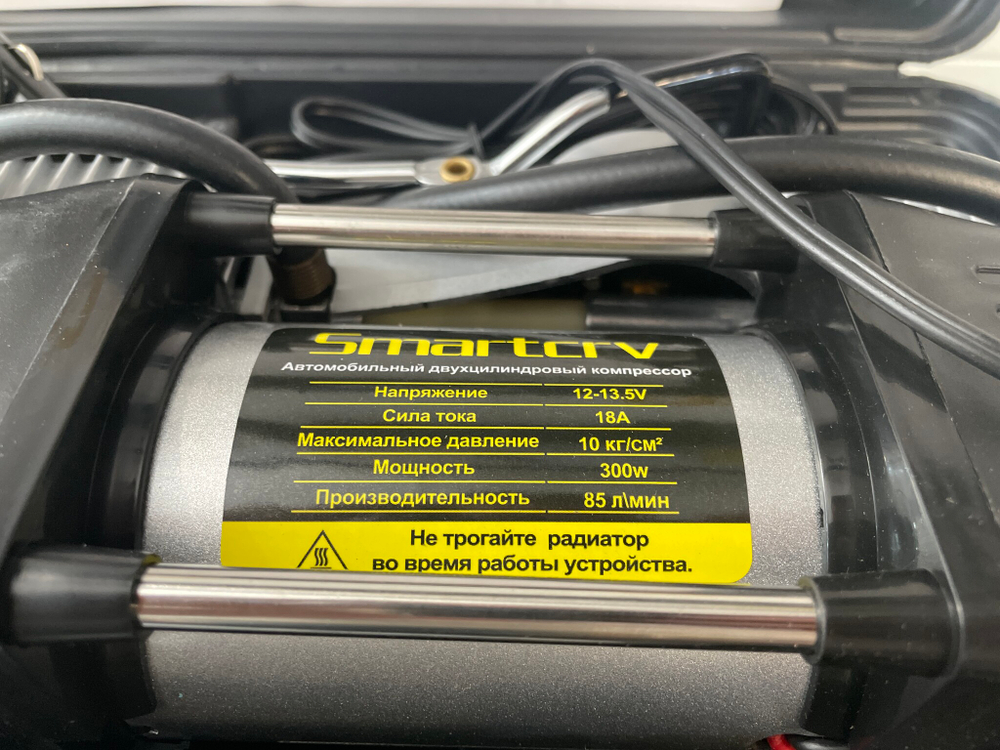 Smartcrv
Автомобильный двухцилиндровый компрессор
Напряжение 12-13.5V
Сила тока 18A
Максимальное давление 10 кг/см²
Мощность 300w
Производительность 85 л\мин
Не трогайте радиатор
во время работы устройства.